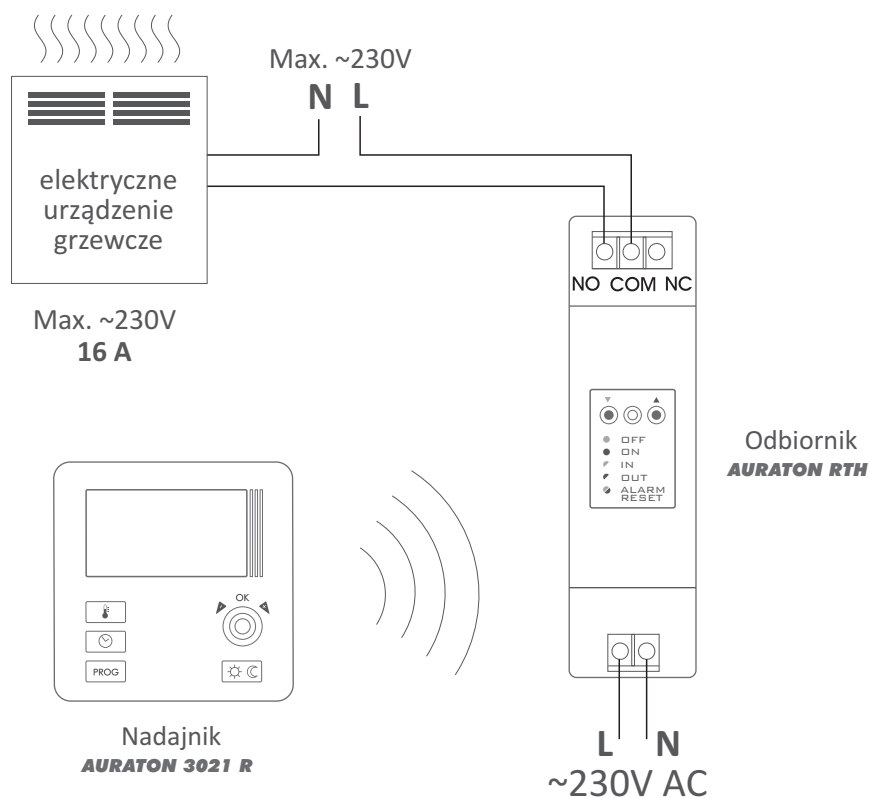 Max. ~230V
N L
elektryczne
urządzenie
grzewcze
Max. ~230V
16 A
NO COM NC
OFF
ON
IN
OUT
ALARM
RESET
Odbiornik
AURATON RTH
OK
PROG
Nadajnik
AURATON 3021 R
L N
~230V AC